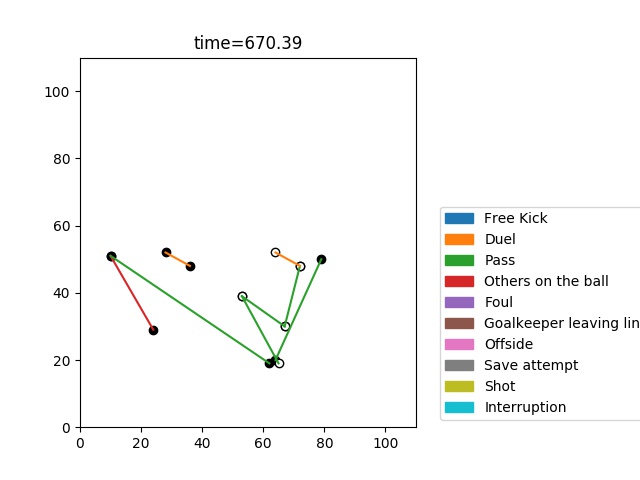 time=670.39
100
80
60
40
20
0
0 20 40 60 80 100
Free Kick
Duel
Pass
Others on the ball
Foul
Goalkeeper leaving lin
Offside
Save attempt
Shot
Interruption